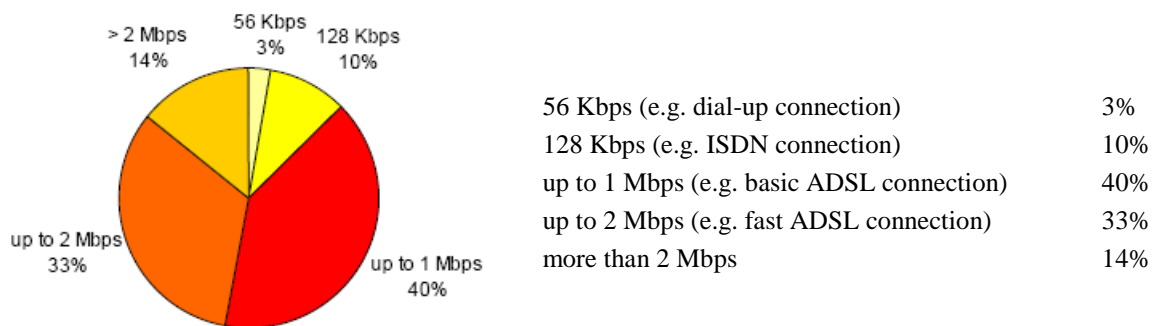 56 Kbps
3%
> 2 Mbps
14%
128 Kbps
10%
up to 2 Mbps
33%
up to 1 Mbps
40%
56 Kbps (e.g. dial-up connection) 3%
128 Kbps (e.g. ISDN connection) 10%
up to 1 Mbps (e.g. basic ADSL connection) 40%
up to 2 Mbps (e.g. fast ADSL connection) 33%
more than 2 Mbps 14%